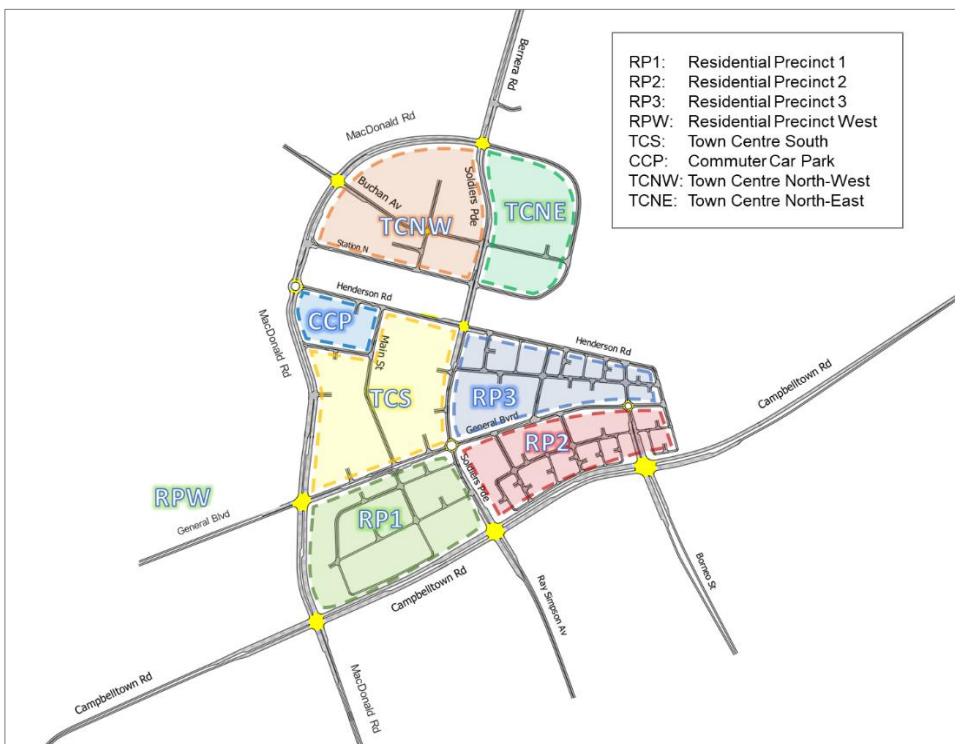 Bernera Rd
RP1: Residential Precinct 1
RP2: Residential Precinct 2
RP3: Residential Precinct 3
RPW: Residential Precinct West
TCS: Town Centre South
CCP: Commuter Car Park
TCNW: Town Centre North-West
TCNE: Town Centre North-East
MacDonald Rd
Buchan Av
Soldiers Pde
TCNW
TCNE
Station N
Henderson Rd
CCP
MacDonald Rd
Main St
Henderson Rd
Campbelltown Rd
TCS
RP3
General Bvrd
RP2
Soldiers Pde
RPW
General Blvd
RP1
Campbelltown Rd
Ray Simpson Av
Borneo St
Campbelltown Rd
MacDonald Rd